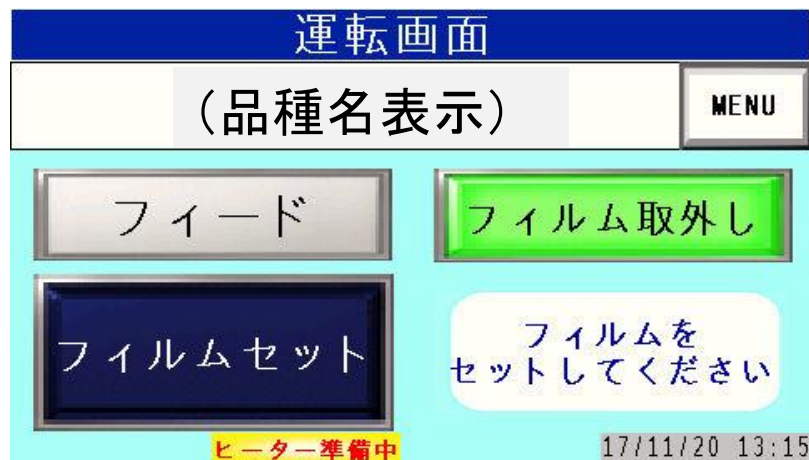 運転画面
（品種名表示）
MENU
フィード
フィルム取外し
フィルムセット
フィルムを
セットしてください
ヒーター準備中
17/11/20 13:15